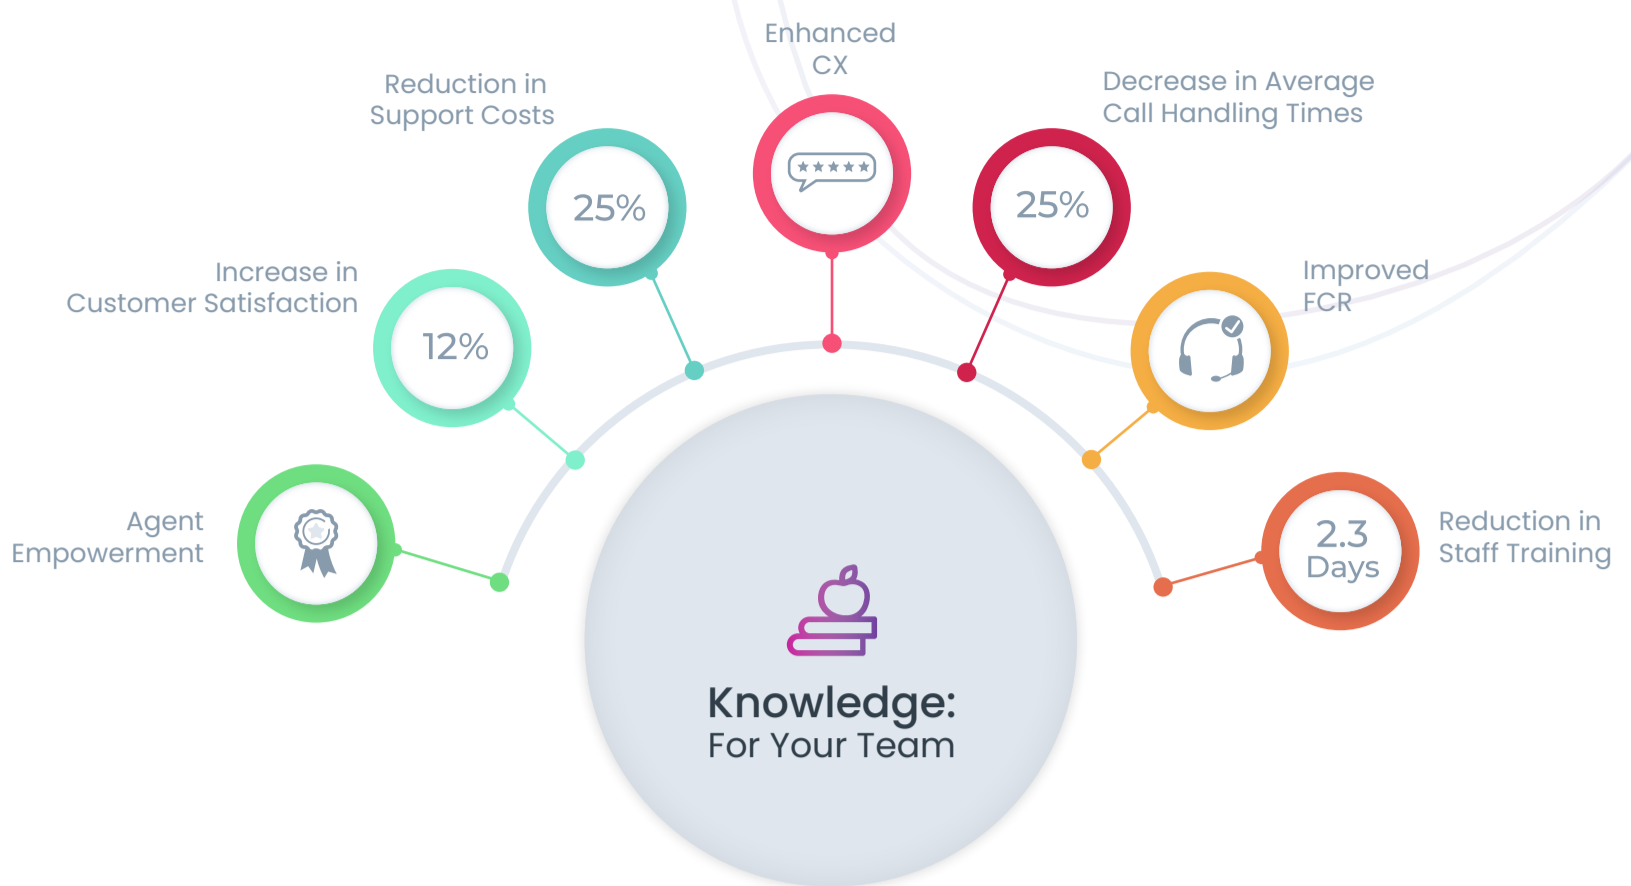 Enhanced
CX
Reduction in
Support Costs
25%
Decrease in Average
Call Handling Times
25%
Increase in
Customer Satisfaction
12%
Improved
FCR
Agent
Empowerment
2.3
Days
Reduction in
Staff Training
Knowledge:
For Your Team